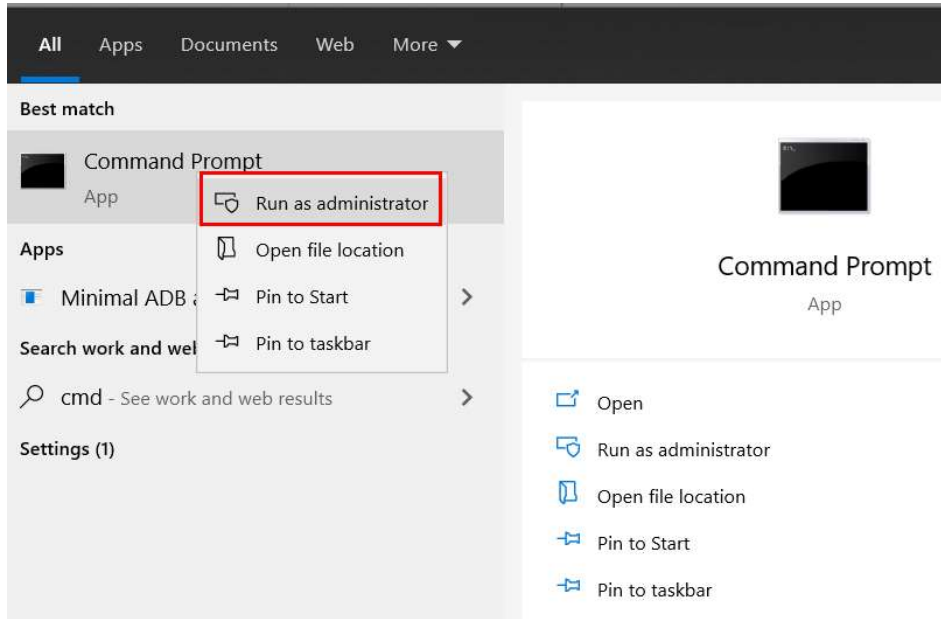 All Apps Documents Web More
Best match
Command Prompt
App
Run as administrator
Open file location
Pin to Start
Pin to taskbar
Apps
Minimal ADB
Search work and
cmd - See work and web results
Settings (1)
Command Prompt
App
Open
Run as administrator
Open file location
Pin to Start
Pin to taskbar